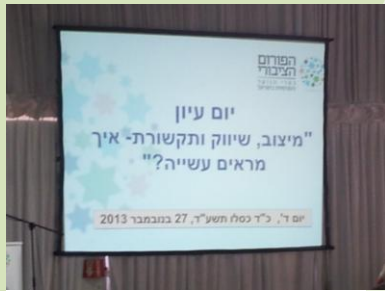 הפורום
הציבורי
יום עיון
"מיצוב, שיווק ותקשורת- איך
מראים עשייה?"
יום ד', כ"ד כסלו תשע"ד, 27 בנובמבר 2013